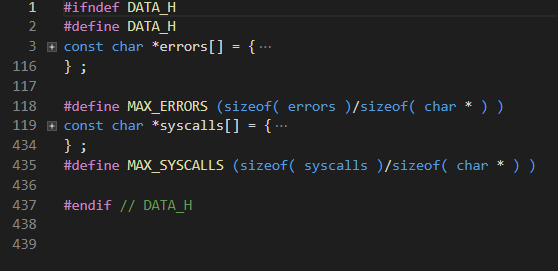 1 #ifndef DATA_H
2 #define DATA_H
3 const char *errors[] = {···
116 } ;
117
118 #define MAX_ERRORS (sizeof( errors )/sizeof( char * ) )
119 const char *syscalls[] = {···
434 } ;
435 #define MAX_SYSCALLS (sizeof( syscalls )/sizeof( char * ) )
436
437 #endif // DATA_H
438
439